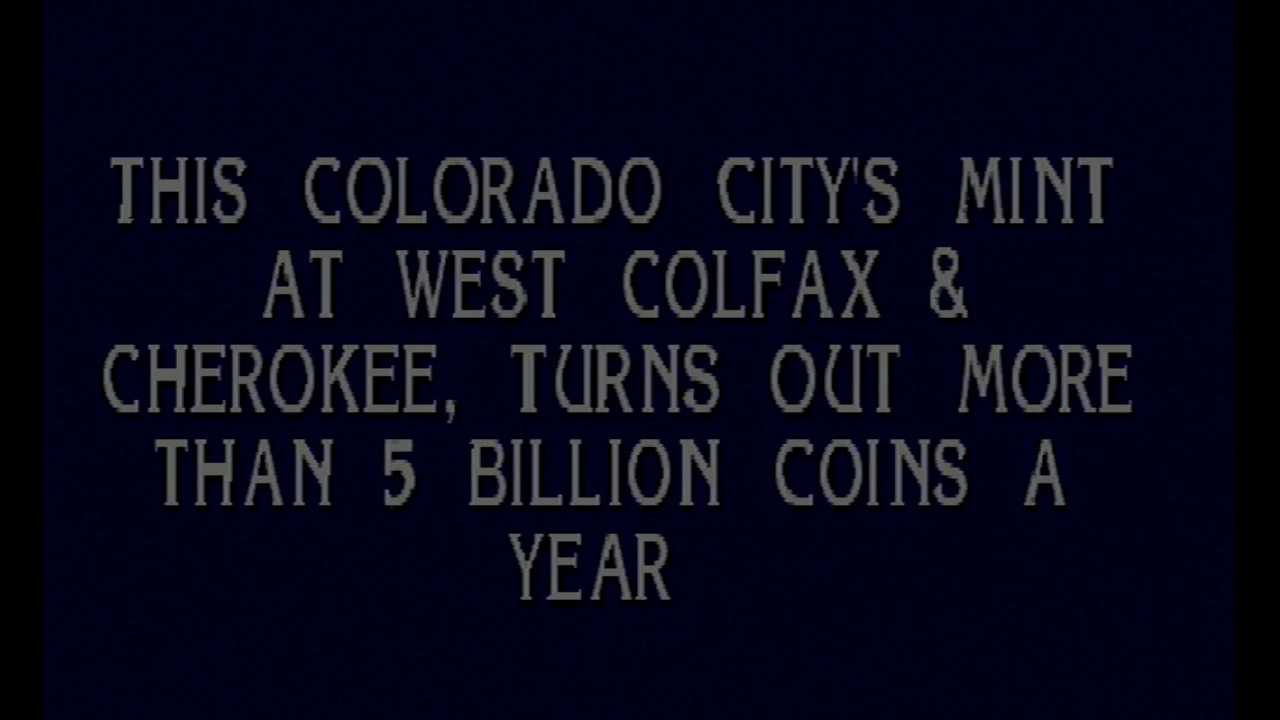 THIS COLORADO CITY'S MINT
AT WEST COLFAX &
CHEROKEE, TURNS OUT MORE
THAN 5 BILLION COINS A
YEAR